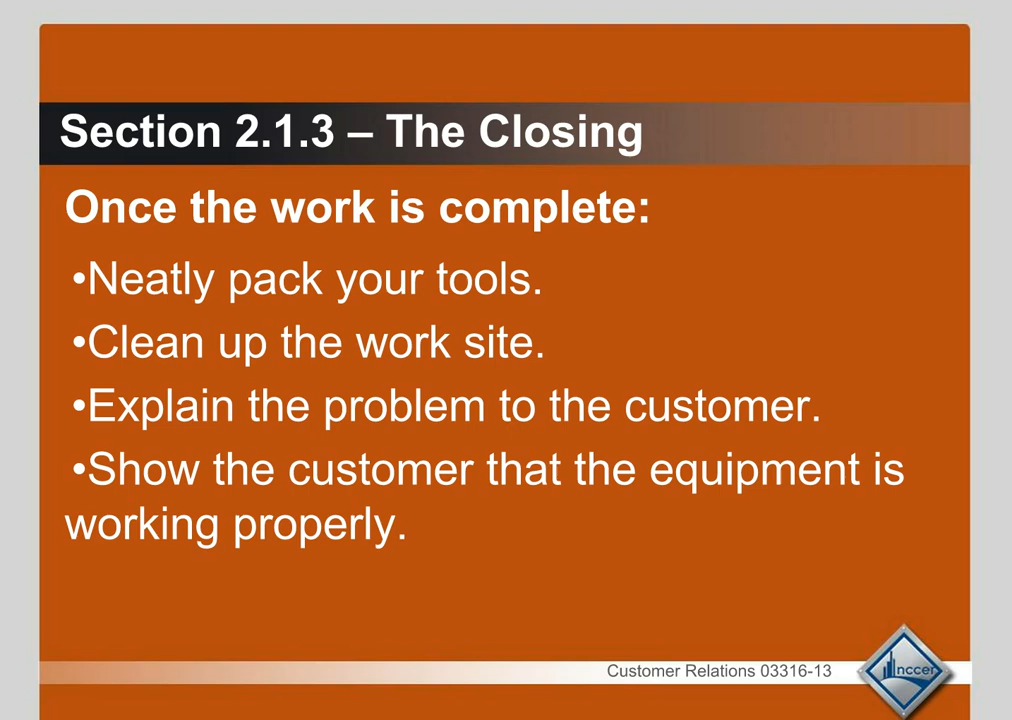 Section 2.1.3 – The Closing
Once the work is complete:
•Neatly pack your tools.
•Clean up the work site.
•Explain the problem to the customer.
•Show the customer that the equipment is
working properly.
Customer Relations 03316-13
nccer